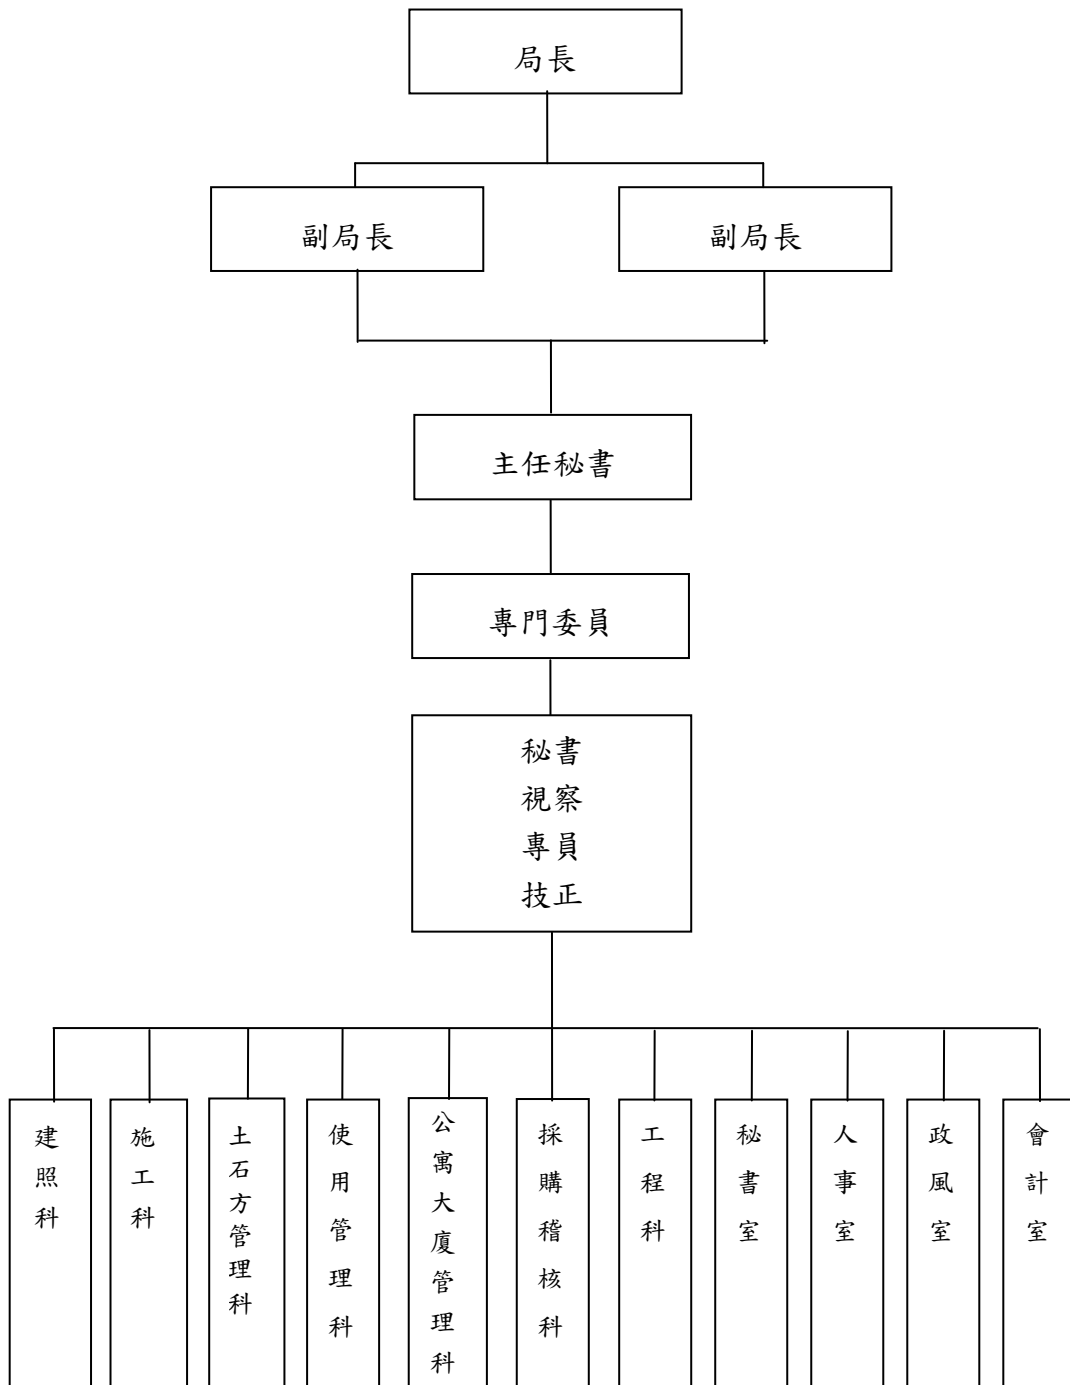 局長
副局長
副局長
主任秘書
專門委員
秘書
視察
專員
技正
建照科
施工科
土石方管理科
使用管理科
公寓大廈管理科
採購稽核科
工程科
秘書室
人事室
政風室
會計室